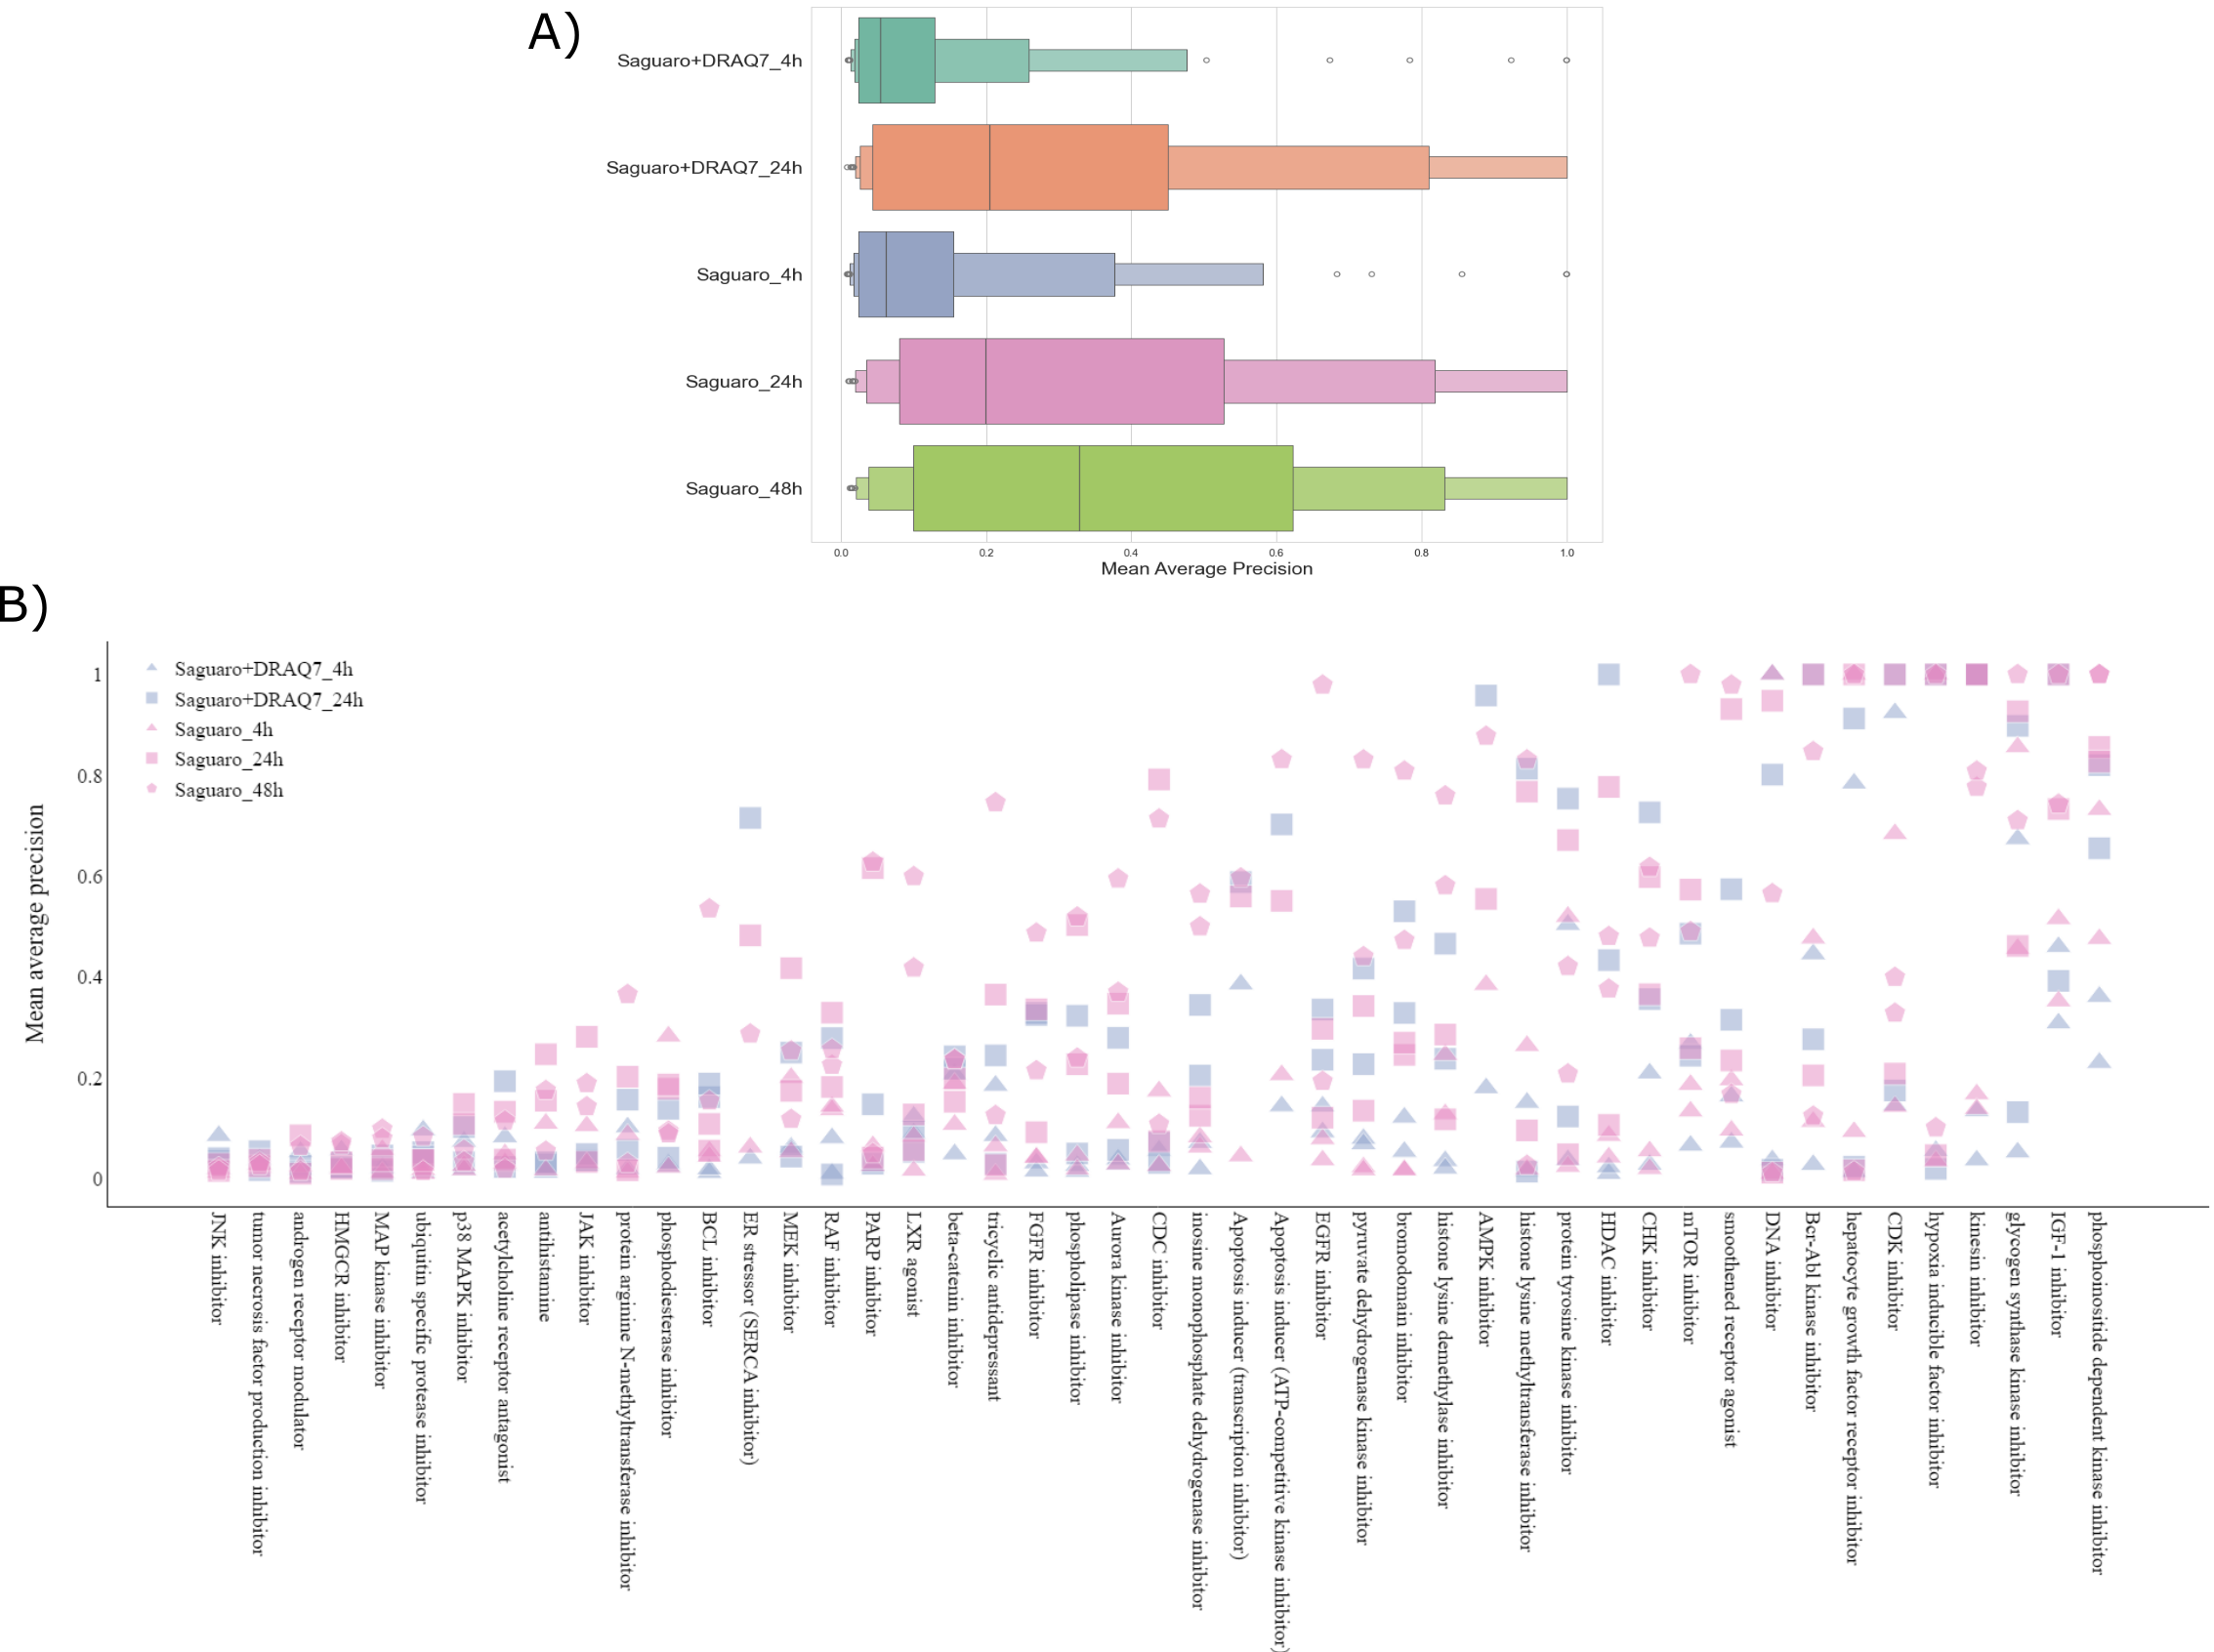 A)
Saguaro+DRAQ7_4h
Saguaro+DRAQ7_24h
Saguaro_4h
Saguaro_24h
Saguaro_48h
0.0 0.2 0.4 0.6 0.8 1.0
Mean Average Precision
B)
Saguaro+DRAQ7_4h
Saguaro+DRAQ7_24h
Saguaro_4h
Saguaro_24h
Saguaro_48h
Mean average precision
1
0.8
0.6
0.4
0.2
0
JNK inhibitor
tumor necrosis factor production inhibitor
androgen receptor modulator
HMGCR inhibitor
MAP kinase inhibitor
ubiquitin specific protease inhibitor
p38 MAPK inhibitor
acetylcholine receptor antagonist
antihistamine
JAK inhibitor
protein arginine N-methyltransferase inhibitor
phosphodiesterase inhibitor
BCL inhibitor
ER stressor (SERCA inhibitor)
MEK inhibitor
RAF inhibitor
PARP inhibitor
LXR agonist
beta-catenin inhibitor
tricyclic antidepressant
FGFR inhibitor
phospholipase inhibitor
Aurora kinase inhibitor
CDC inhibitor
inosine monophosphate dehydrogenase inhibitor
Apoptosis inducer (transcription inhibitor)
Apoptosis inducer (ATP-competitive kinase inhibitor)
EGFR inhibitor
pyruvate dehydrogenase kinase inhibitor
bromodomain inhibitor
histone lysine demethylase inhibitor
AMPK inhibitor
histone lysine methyltransferase inhibitor
protein tyrosine kinase inhibitor
HDAC inhibitor
CHK inhibitor
mTOR inhibitor
smoothened receptor agonist
DNA inhibitor
Bcr-Abl kinase inhibitor
hepatocyte growth factor receptor inhibitor
CDK inhibitor
hypoxia inducible factor inhibitor
kinesin inhibitor
glycogen synthase kinase inhibitor
IGF-1 inhibitor
phosphoinositide dependent kinase inhibitor